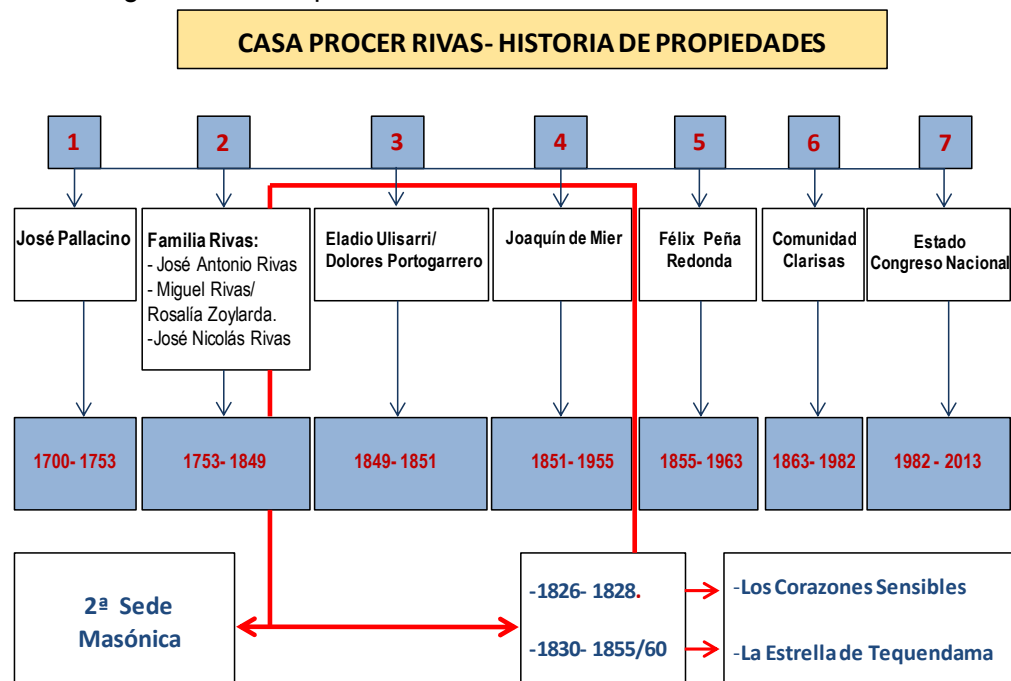 CASA PROCER RIVAS- HISTORIA DE PROPIEDADES
1
2
3
4
5
6
7
José Pallacino
Familia Rivas:
- José Antonio Rivas
- Miguel Rivas/
Rosalía Zoylarda.
-José Nicolás Rivas
Eladio Ulisarri/
Dolores Portogarrero
Joaquín de Mier
Félix Peña
Redonda
Comunidad
Clarisas
Estado
Congreso Nacional
1700- 1753
1753- 1849
1849- 1851
1851- 1955
1855- 1963
1863- 1982
1982 - 2013
2ª Sede
Masónica
-1826- 1828.
-1830- 1855/60
-Los Corazones Sensibles
-La Estrella de Tequendama